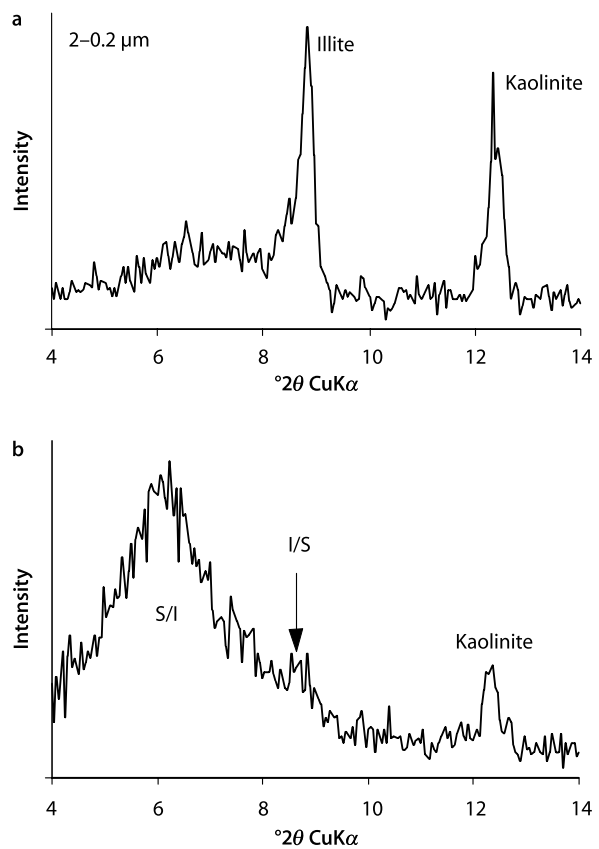 a
2–0.2 µm
Illite
Kaolinite
Intensity
4 6 8 10 12 14
°2θ CuKα
b
I/S
S/I
Kaolinite
Intensity
4 6 8 10 12 14
°2θ CuKα